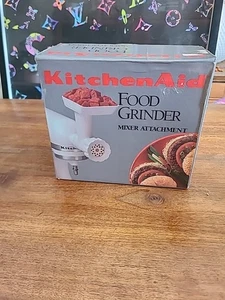 KitchenAid
FOOD
GRINDER
MIXER ATTACHMENT